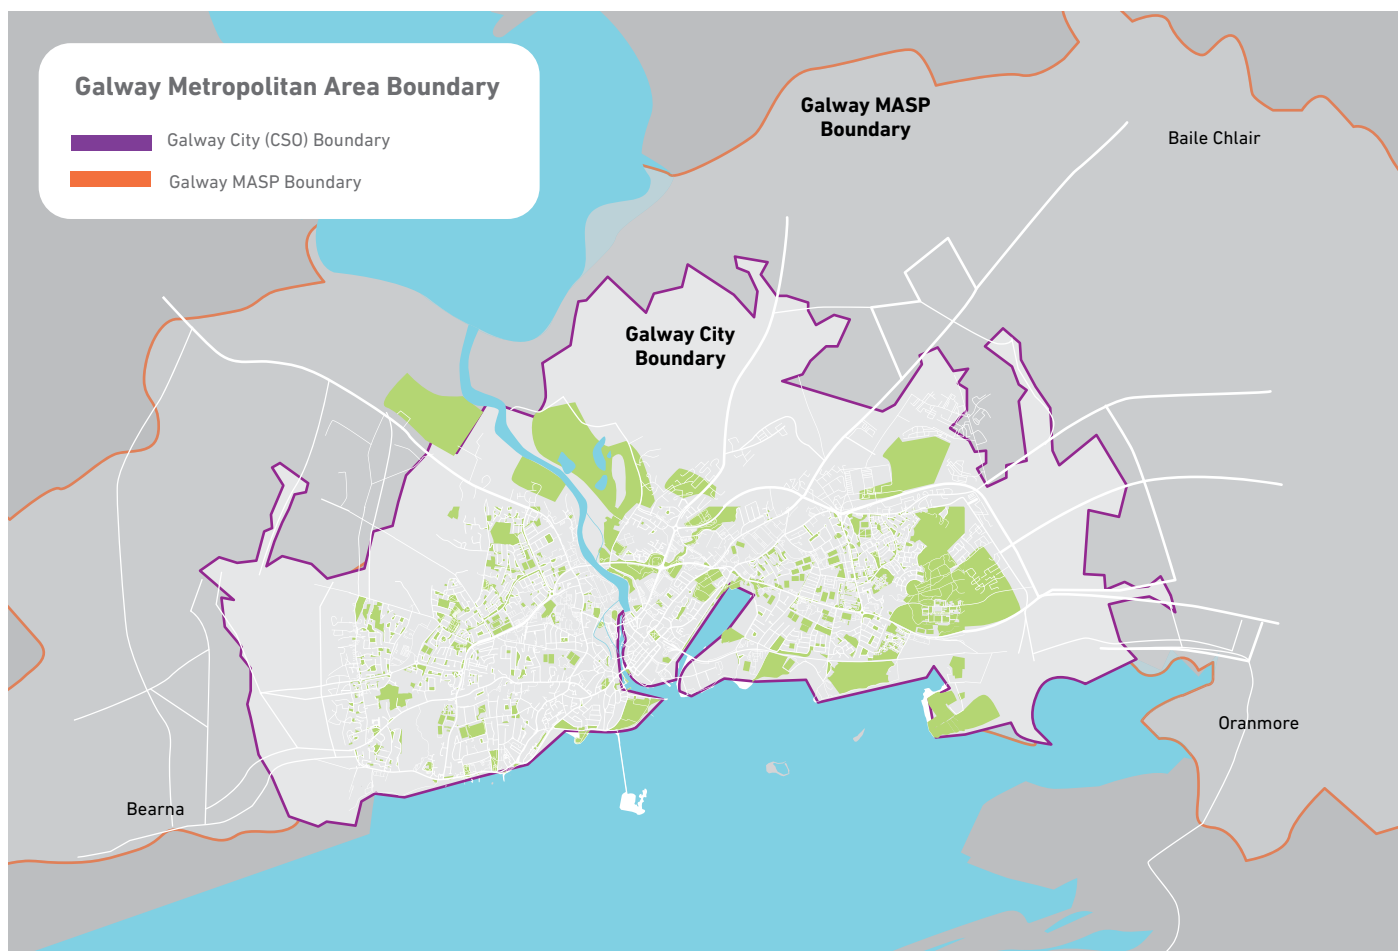 Galway Metropolitan Area Boundary
Galway City (CSO) Boundary
Galway MASP Boundary
Galway MASP
Boundary
Baile Chlair
Galway City
Boundary
Oranmore
Bearna